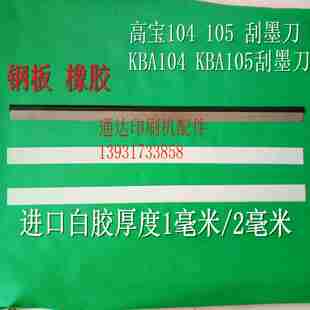 高宝104 105 刮墨刀
KBA104 KBA105刮墨刀
钢板 橡胶
通达印刷机配件
13931733858
进口白胶厚度1毫米/2毫米